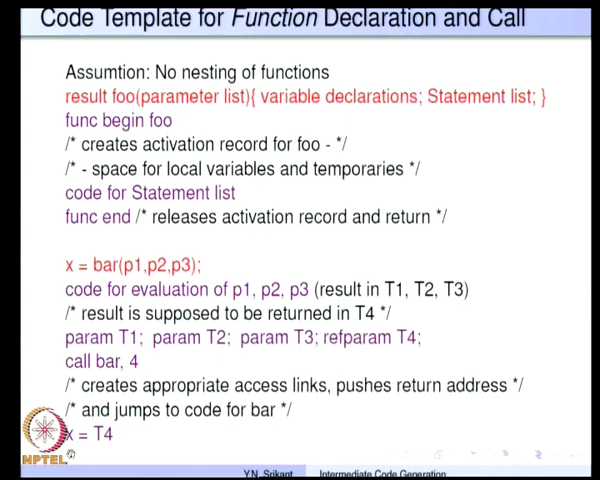 Code Template for Function Declaration and Call
Assumtion: No nesting of functions
result foo(parameter list){ variable declarations; Statement list; }
func begin foo
/* creates activation record for foo - */
/* - space for local variables and temporaries */
code for Statement list
func end /* releases activation record and return */
x = bar(p1,p2,p3);
code for evaluation of p1, p2, p3 (result in T1, T2, T3)
/* result is supposed to be returned in T4 */
param T1; param T2; param T3; refparam T4;
call bar, 4
/* creates appropriate access links, pushes return address */
/* and jumps to code for bar */
x = T4
NPTEL
Y.N. Srikant Intermediate Code Generation